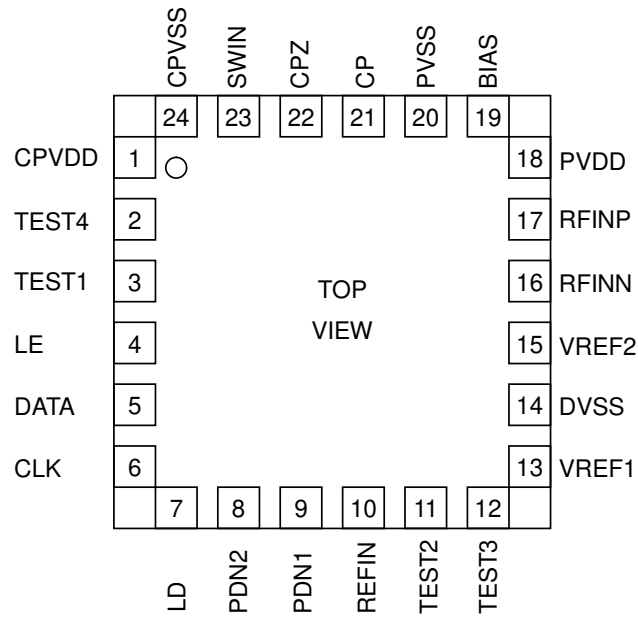 CPVSS
SWIN
CPZ
CP
PVSS
BIAS
24 23 22 21 20 19
CPVDD 1 18 PVDD
TEST4 2 17 RFINP
TEST1 3 TOP 16 RFINN
LE 4 VIEW 15 VREF2
DATA 5 14 DVSS
CLK 6 13 VREF1
7 8 9 10 11 12
LD
PDN2
PDN1
REFIN
TEST2
TEST3